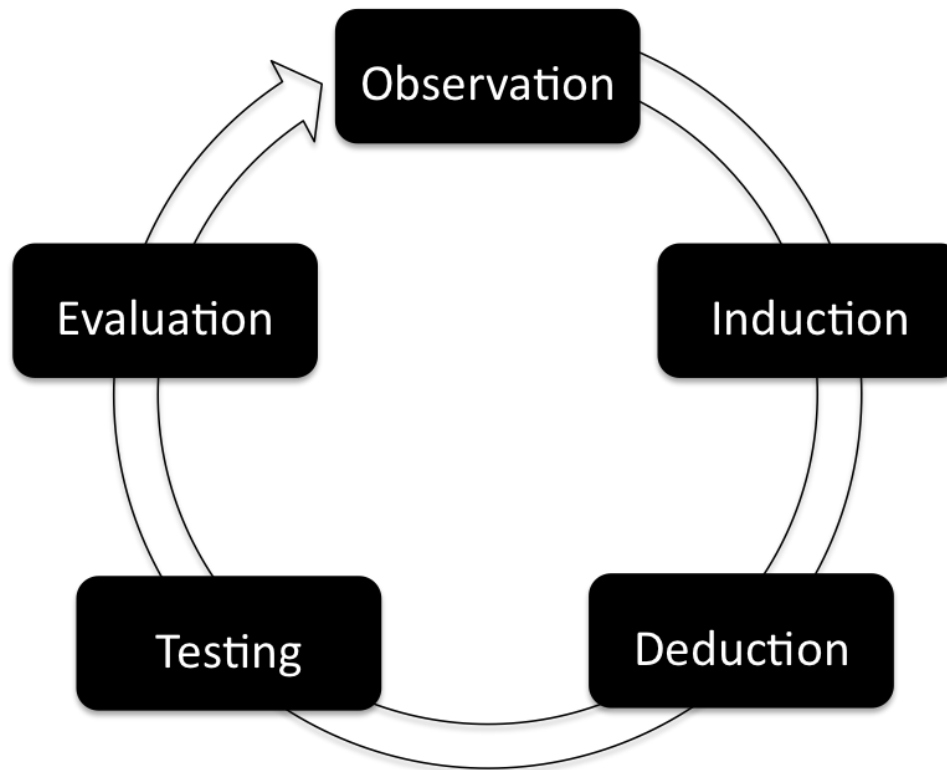 Observation
Induction
Deduction
Testing
Evaluation